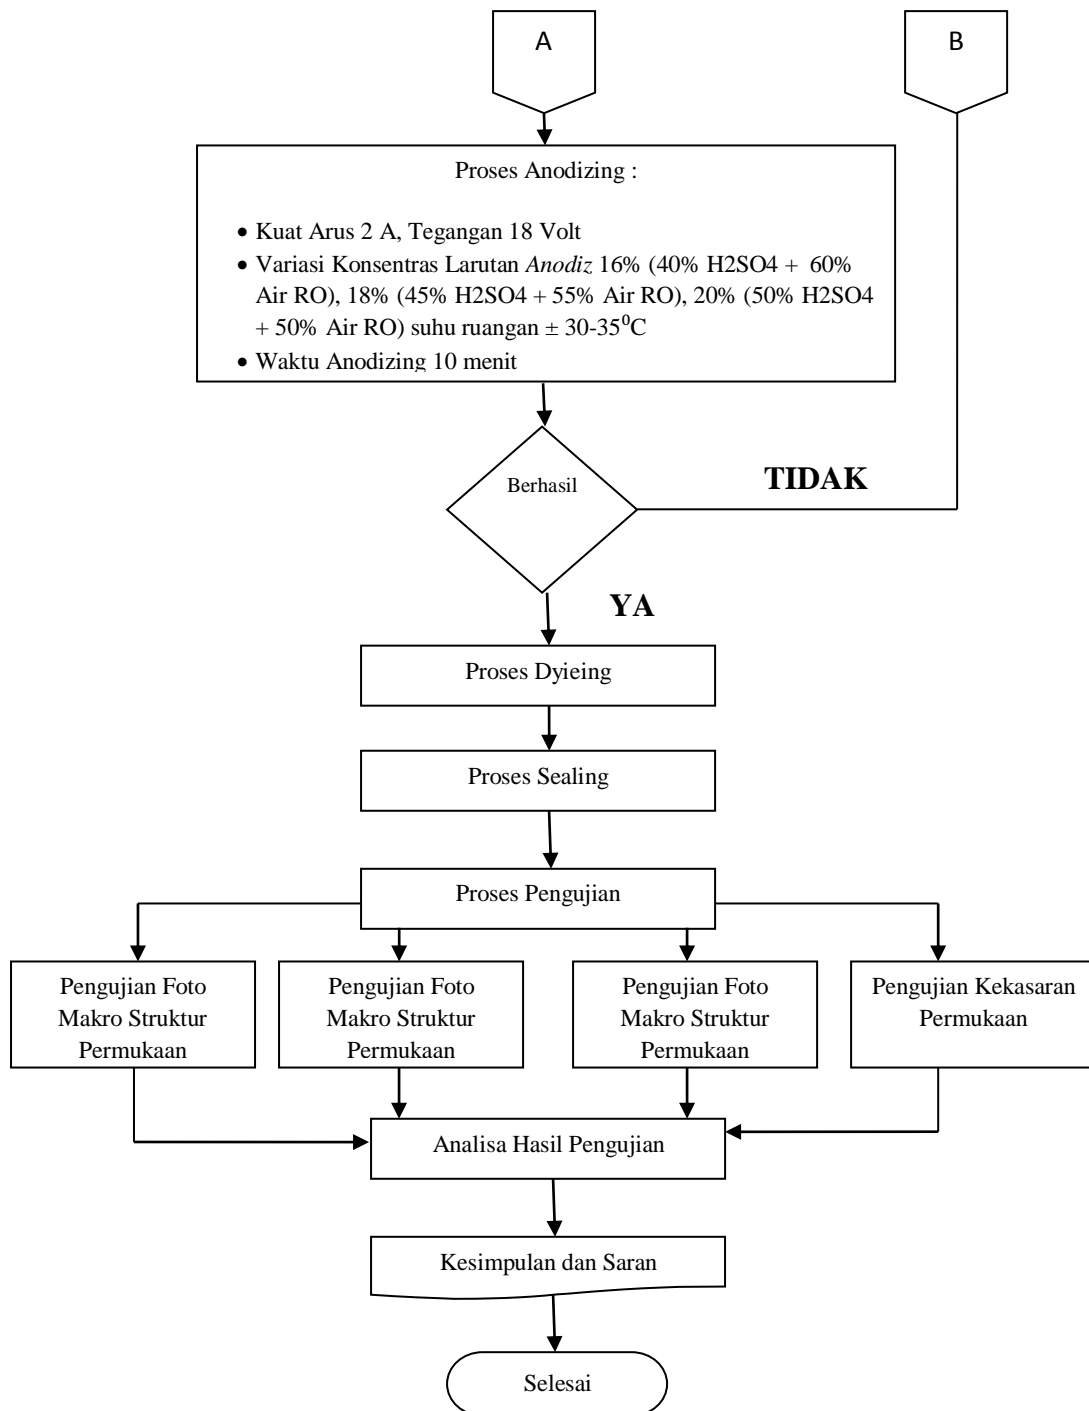 A
B
Proses Anodizing :
• Kuat Arus 2 A, Tegangan 18 Volt
• Variasi Konsentras Larutan Anodiz 16% (40% H2SO4 + 60%
Air RO), 18% (45% H2SO4 + 55% Air RO), 20% (50% H2SO4
+ 50% Air RO) suhu ruangan ± 30-35⁰C
• Waktu Anodizing 10 menit
Berhasil
TIDAK
YA
Proses Dyieing
Proses Sealing
Proses Pengujian
Pengujian Foto
Makro Struktur
Permukaan
Pengujian Foto
Makro Struktur
Permukaan
Pengujian Foto
Makro Struktur
Permukaan
Pengujian Kekasaran
Permukaan
Analisa Hasil Pengujian
Kesimpulan dan Saran
Selesai